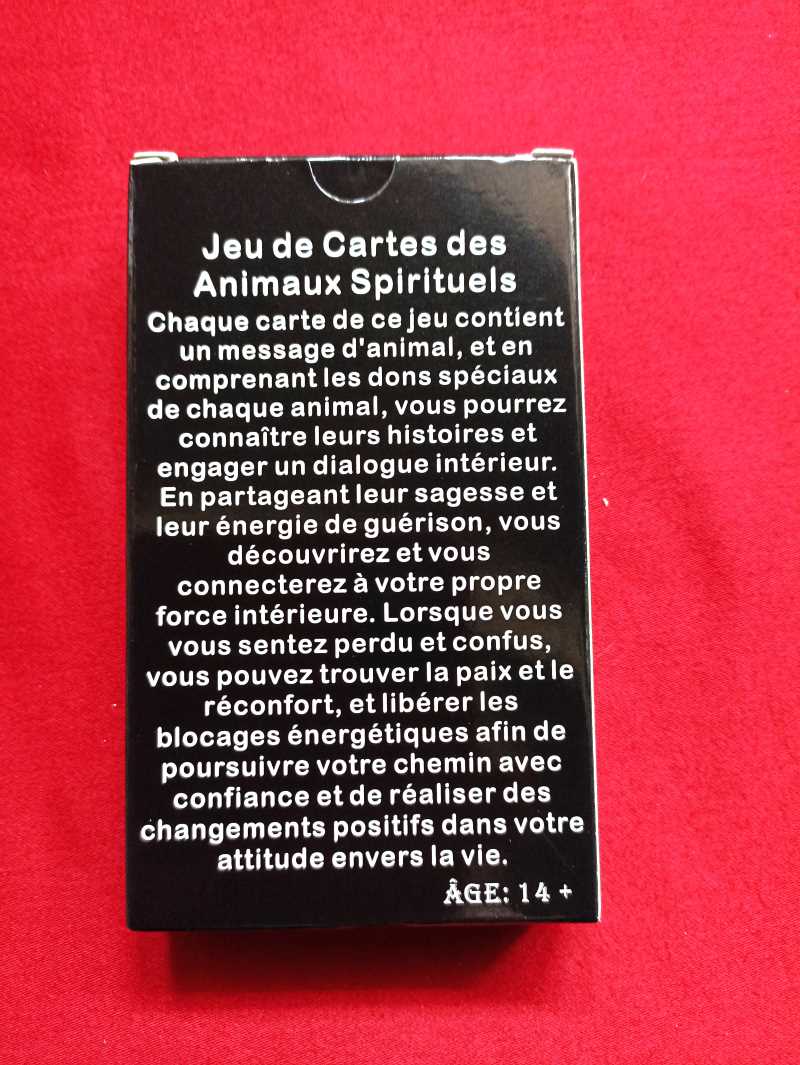 Jeu de Cartes des
Animaux Spirituels
Chaque carte de ce jeu contient
un message d'animal, et en
comprenant les dons spéciaux
de chaque animal, vous pourrez
connaître leurs histoires et
engager un dialogue intérieur.
En partageant leur sagesse et
leur énergie de guérison, vous
découvrirez et vous
connecterez à votre propre
force intérieure. Lorsque vous
vous sentez perdu et confus,
vous pouvez trouver la paix et le
réconfort, et libérer les
blocages énergétiques afin de
poursuivre votre chemin avec
confiance et de réaliser des
changements positifs dans votre
attitude envers la vie.
ÂGE: 14 +